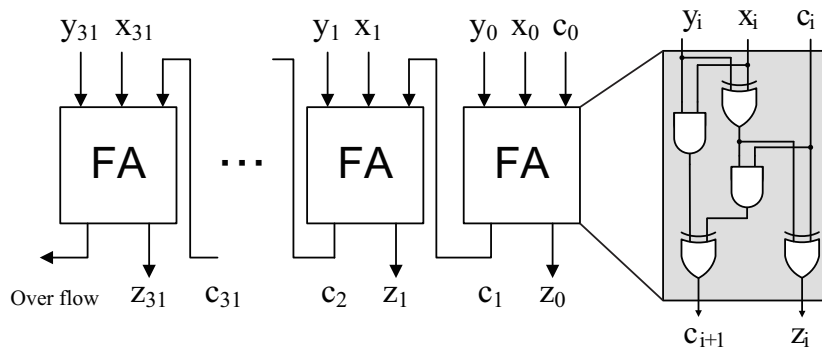 y31 x31 y1 x1 y0 x0 c0 yi xi ci
FA ... FA FA
Over flow z31 c31 c2 z1 c1 z0
ci+1 zi